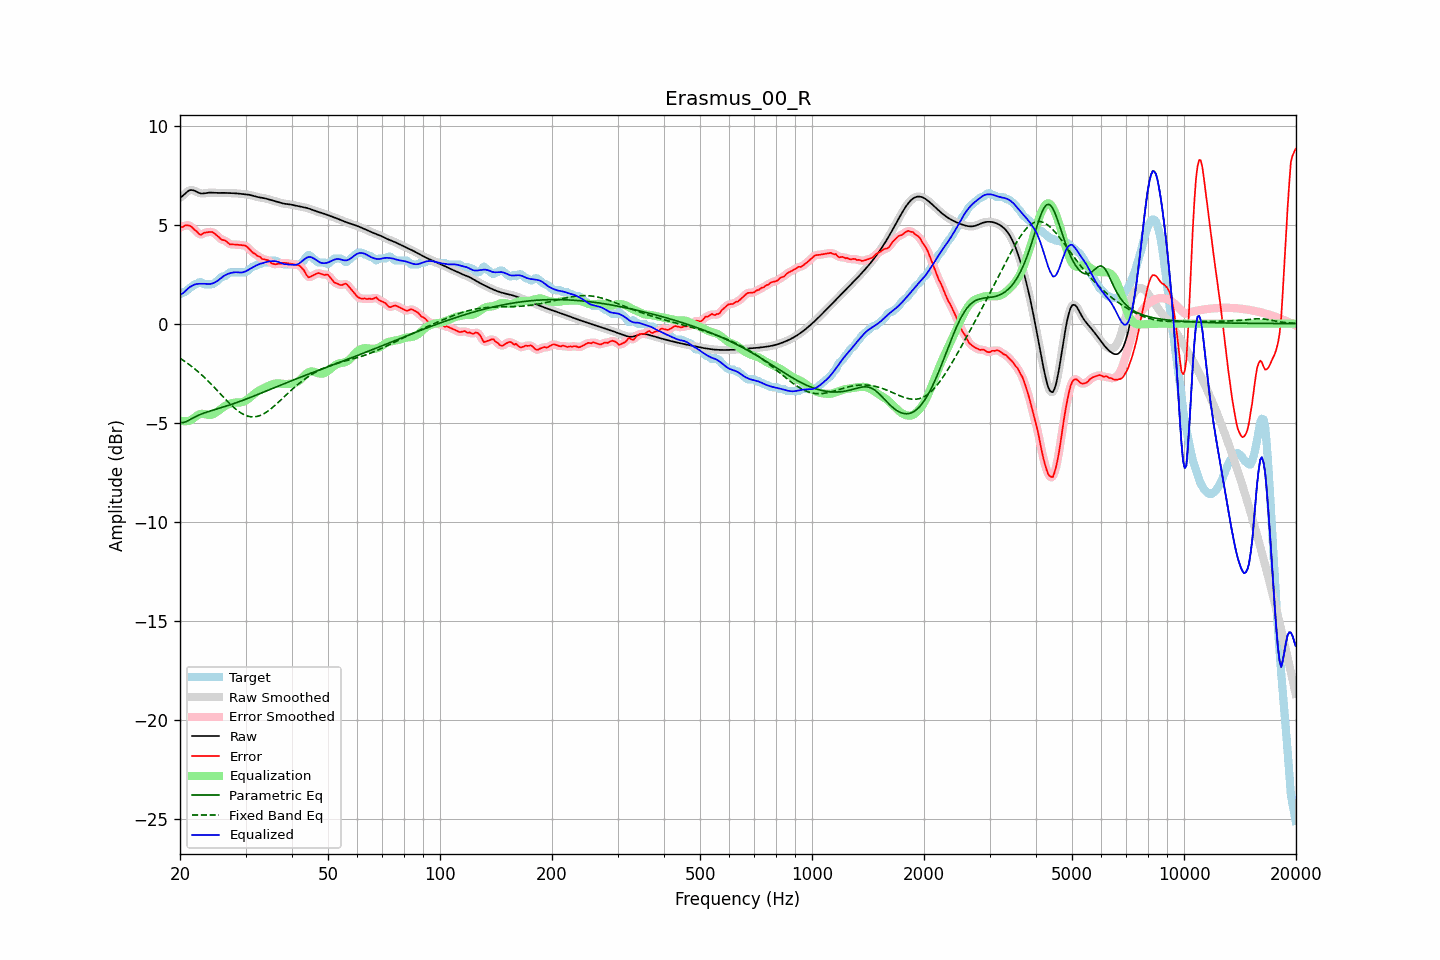 Erasmus_00_R
10
5
0
−5
−10
−15
−20
−25
Amplitude (dBr)
Target
Raw Smoothed
Error Smoothed
Raw
Error
Equalization
Parametric Eq
Fixed Band Eq
Equalized
20 50 100 200 500 1000 2000 5000 10000 20000
Frequency (Hz)